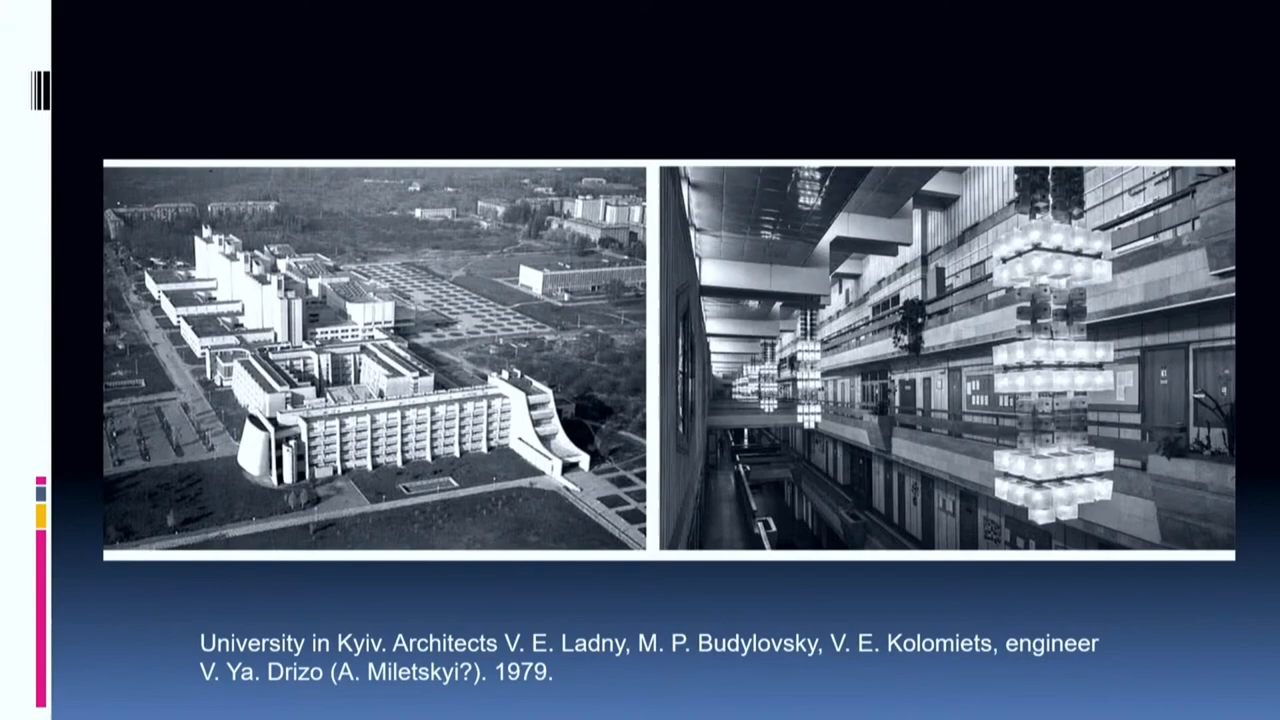 University in Kyiv. Architects V. E. Ladny, M. P. Budylovsky, V. E. Kolomiets, engineer
V. Ya. Drizo (A. Miletskyi?). 1979.